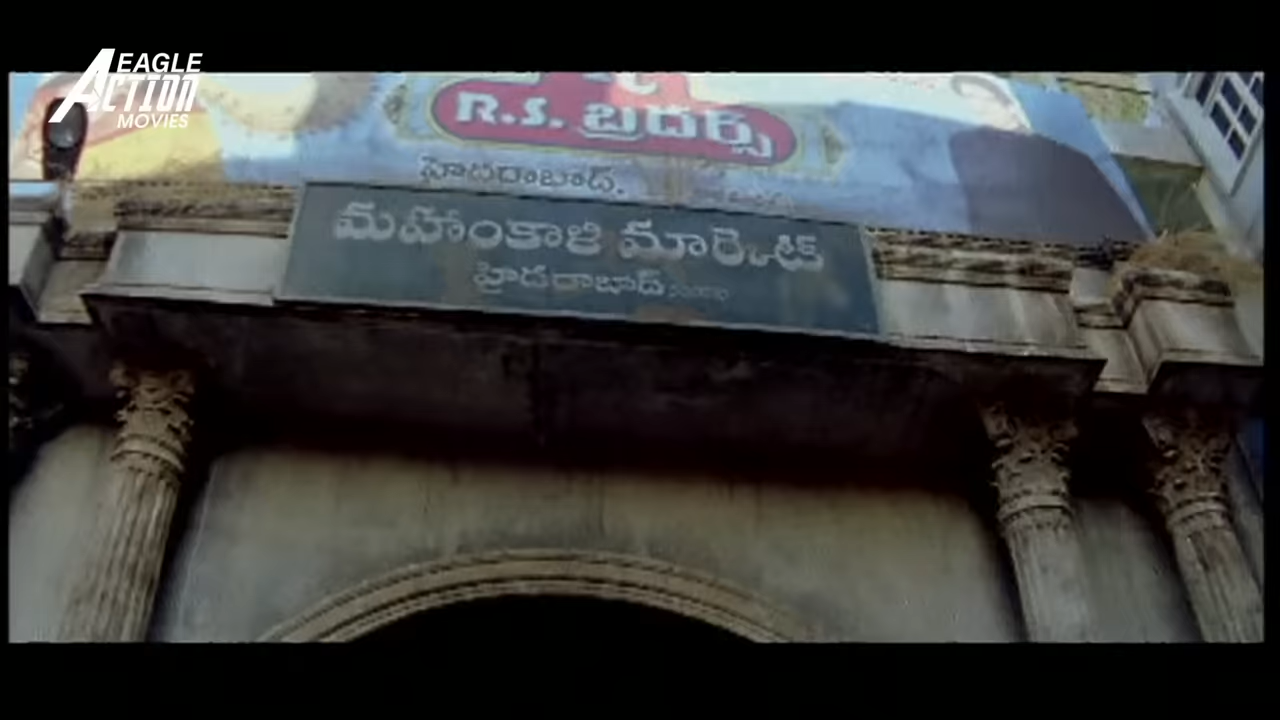 EAGLE
ACTION
MOVIES
R.S. బ్రదర్స్
హైదరాబాద్.
మహాంకాళి మార్కెట్
హైదరాబాద్